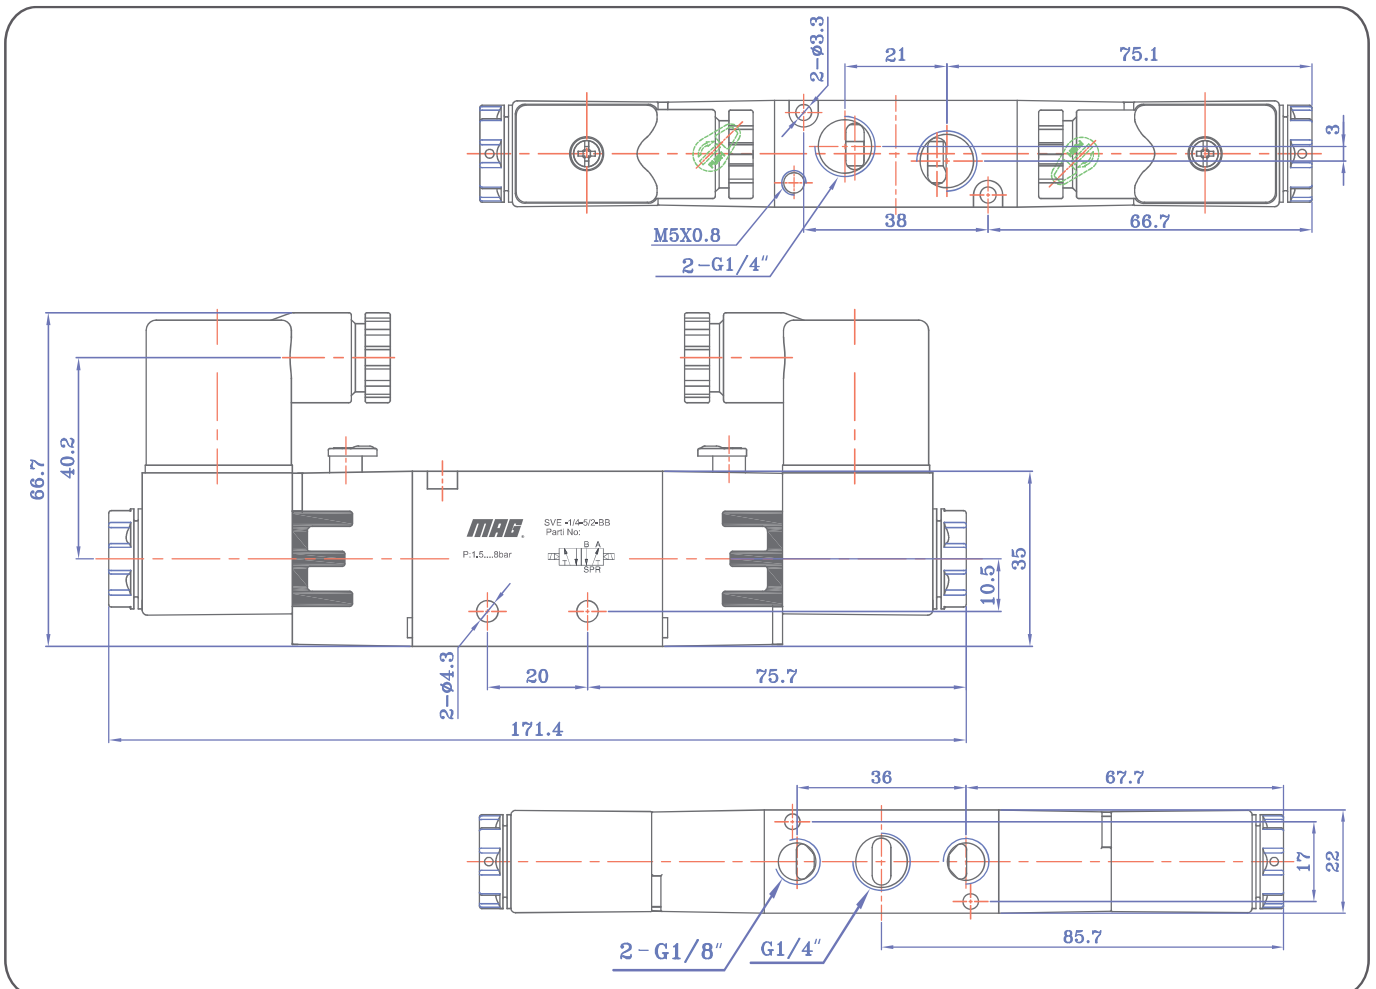 2-ø3.3
21
75.1
3
M5X0.8
38
66.7
2-G1/4"
66.7
40.2
MAG.
SVE -1/4-5/2-BB
Parti No:
P:1.5....8bar
B A
SPR
10.5
35
2-ø4.3
20
75.7
171.4
36
67.7
17
22
2-G1/8"
G1/4"
85.7